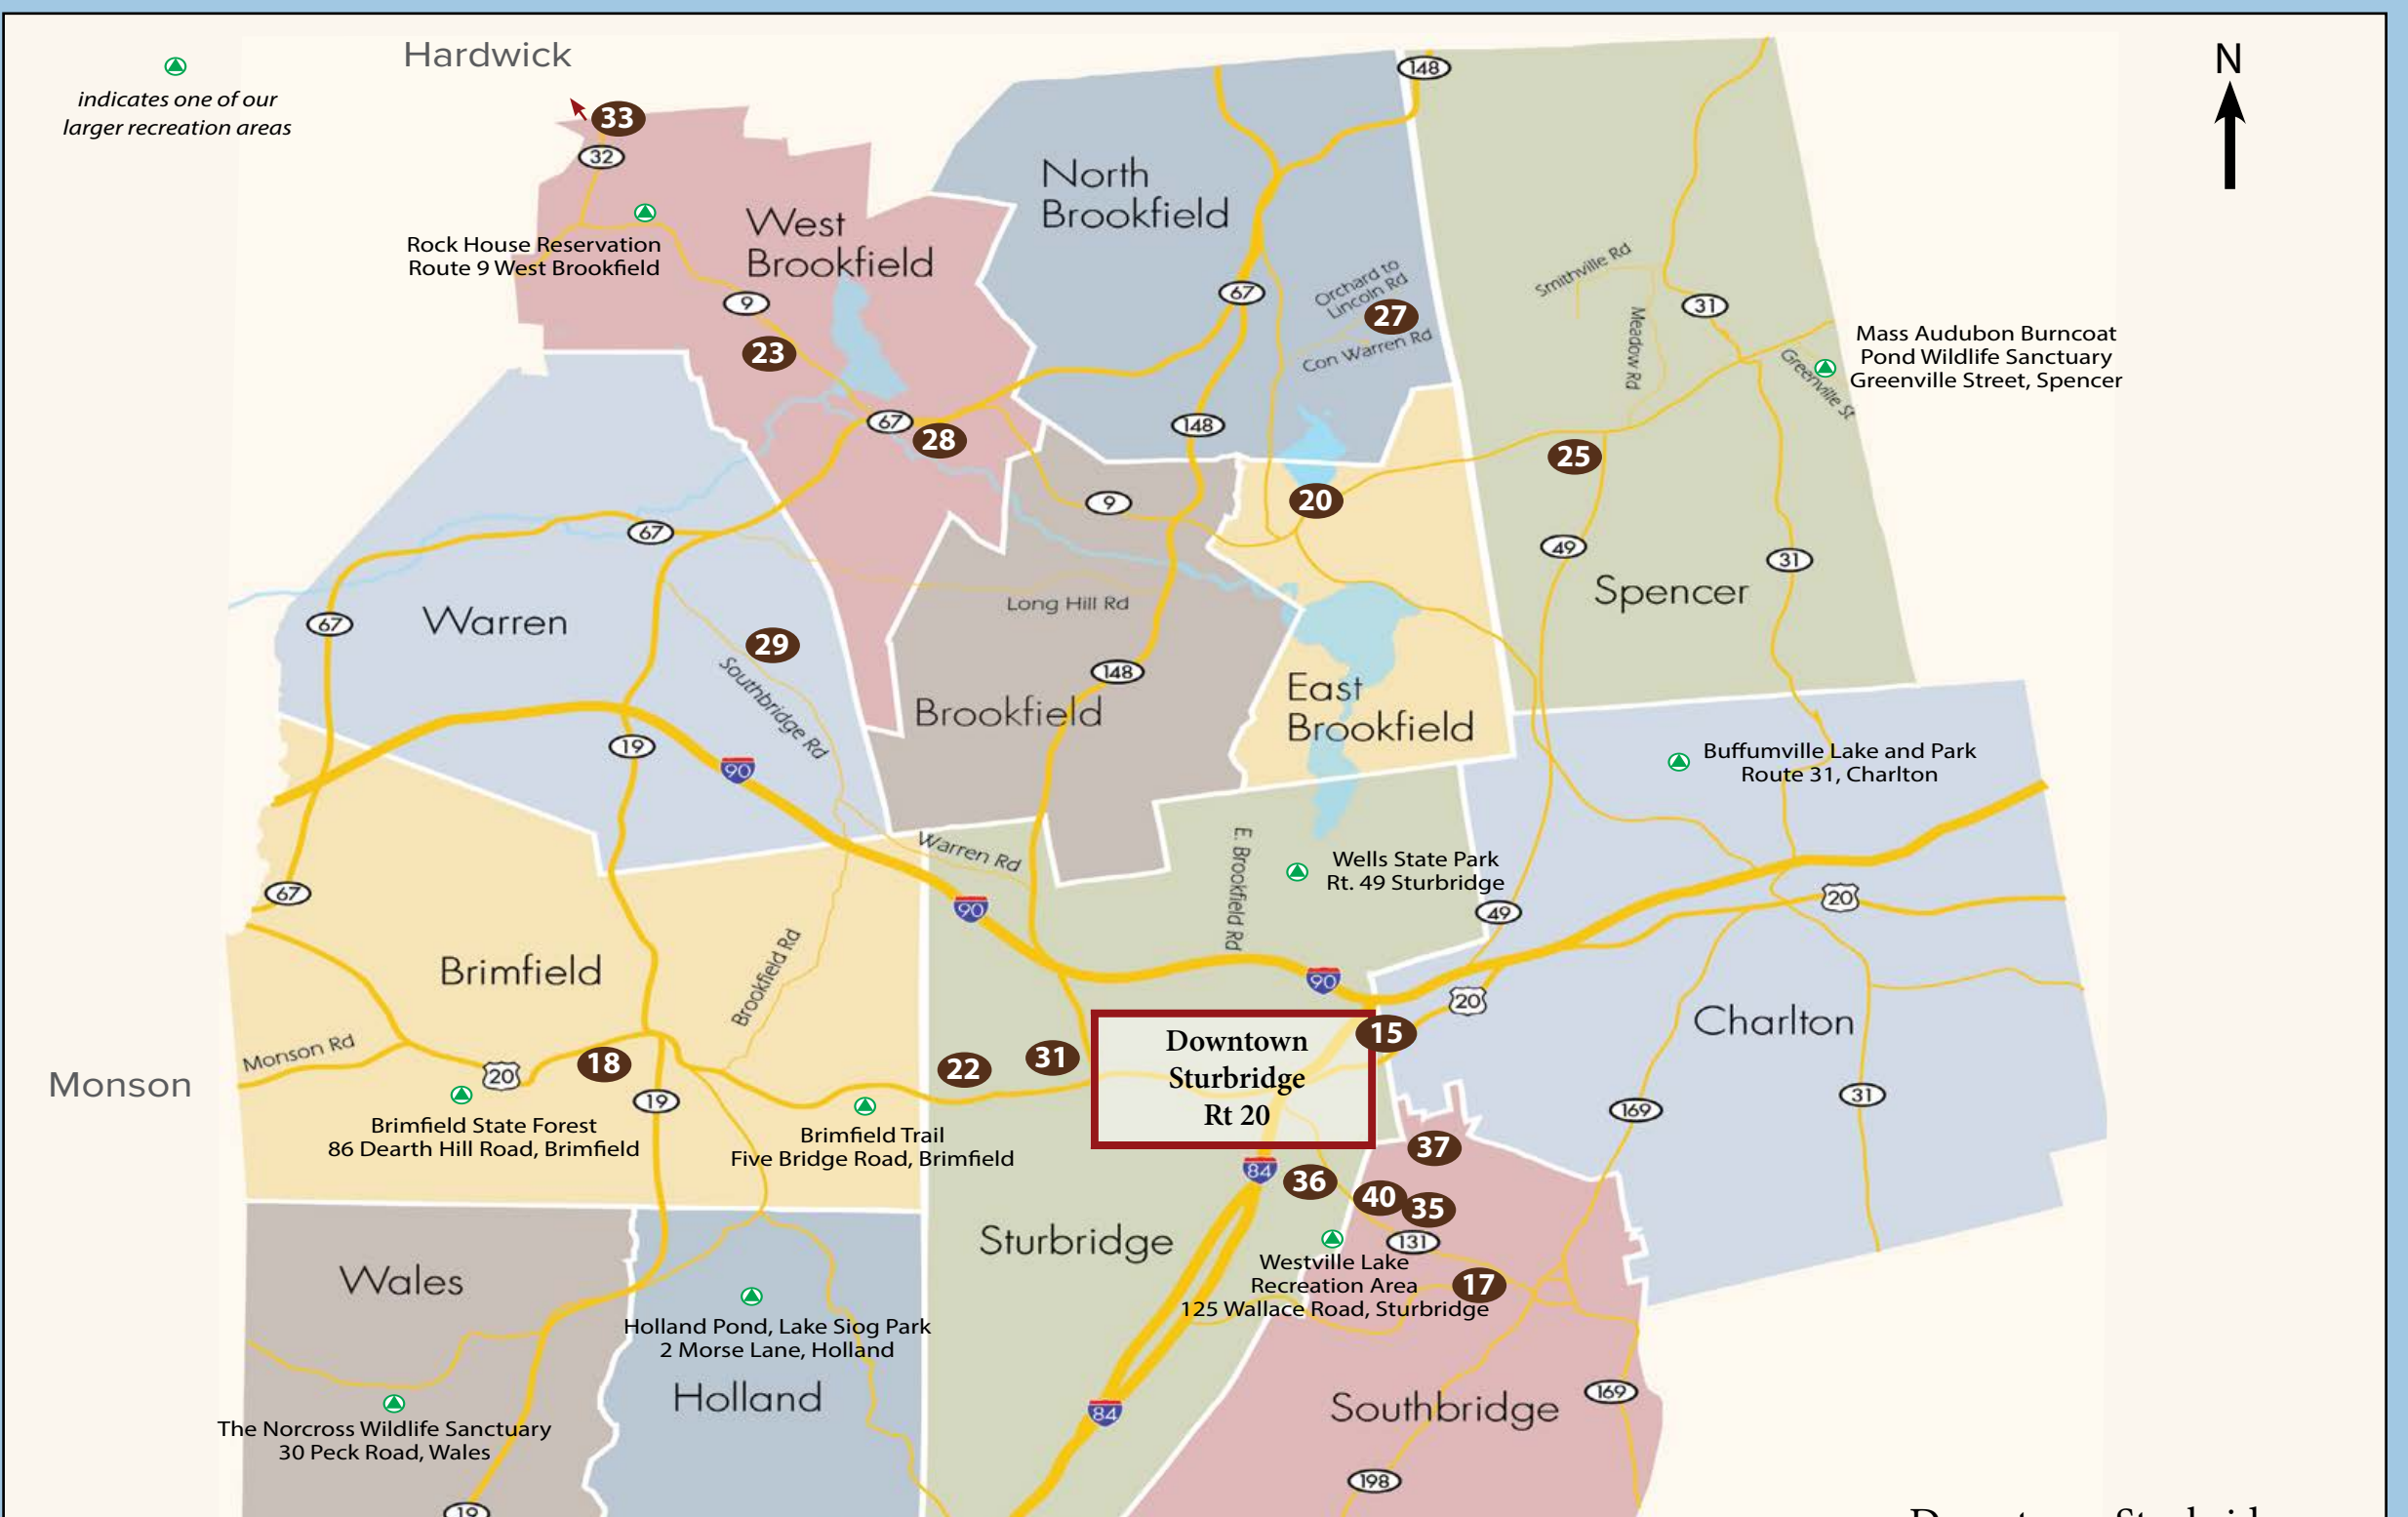 Hardwick
indicates one of our
larger recreation areas
N
148
33
32
North
Brookfield
West
Brookfield
Rock House Reservation
Route 9 West Brookfield
9
67
Orchard to
Lincoln Rd
27
Con Warren Rd
Smithville Rd
Meadow Rd
31
Greenville St
Mass Audubon Burncoat
Pond Wildlife Sanctuary
Greenville Street, Spencer
23
67
28
148
25
9
20
67
49
31
Spencer
67
Warren
Long Hill Rd
29
Southbridge Rd
148
Brookfield
East
Brookfield
19
90
Buffumville Lake and Park
Route 31, Charlton
Warren Rd
E. Brookfield Rd
Wells State Park
Rt. 49 Sturbridge
67
90
49
20
Brimfield
Brookfield Rd
90
20
Charlton
Monson Rd
Monson
20
18
22
31
Downtown
Sturbridge
Rt 20
15
19
169
31
Brimfield State Forest
86 Dearth Hill Road, Brimfield
Brimfield Trail
Five Bridge Road, Brimfield
37
84
36
40
35
131
Sturbridge
Westville Lake
Recreation Area
125 Wallace Road, Sturbridge
17
Wales
Holland Pond, Lake Siog Park
2 Morse Lane, Holland
Holland
84
Southbridge
169
The Norcross Wildlife Sanctuary
30 Peck Road, Wales
198
19